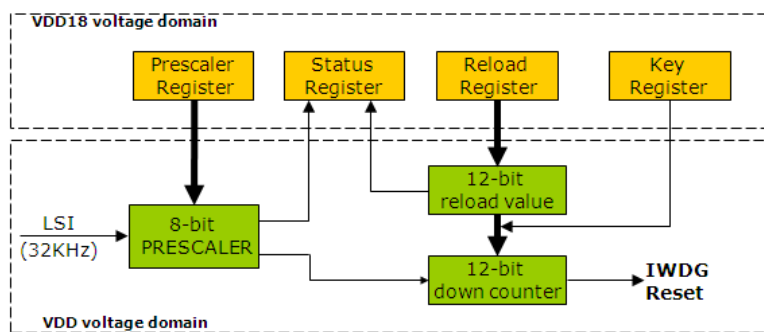 VDD18 voltage domain
Prescaler
Register
Status
Register
Reload
Register
Key
Register
12-bit
reload value
LSI
(32KHz)
8-bit
PRESCALER
12-bit
down counter
IWDG
Reset
VDD voltage domain